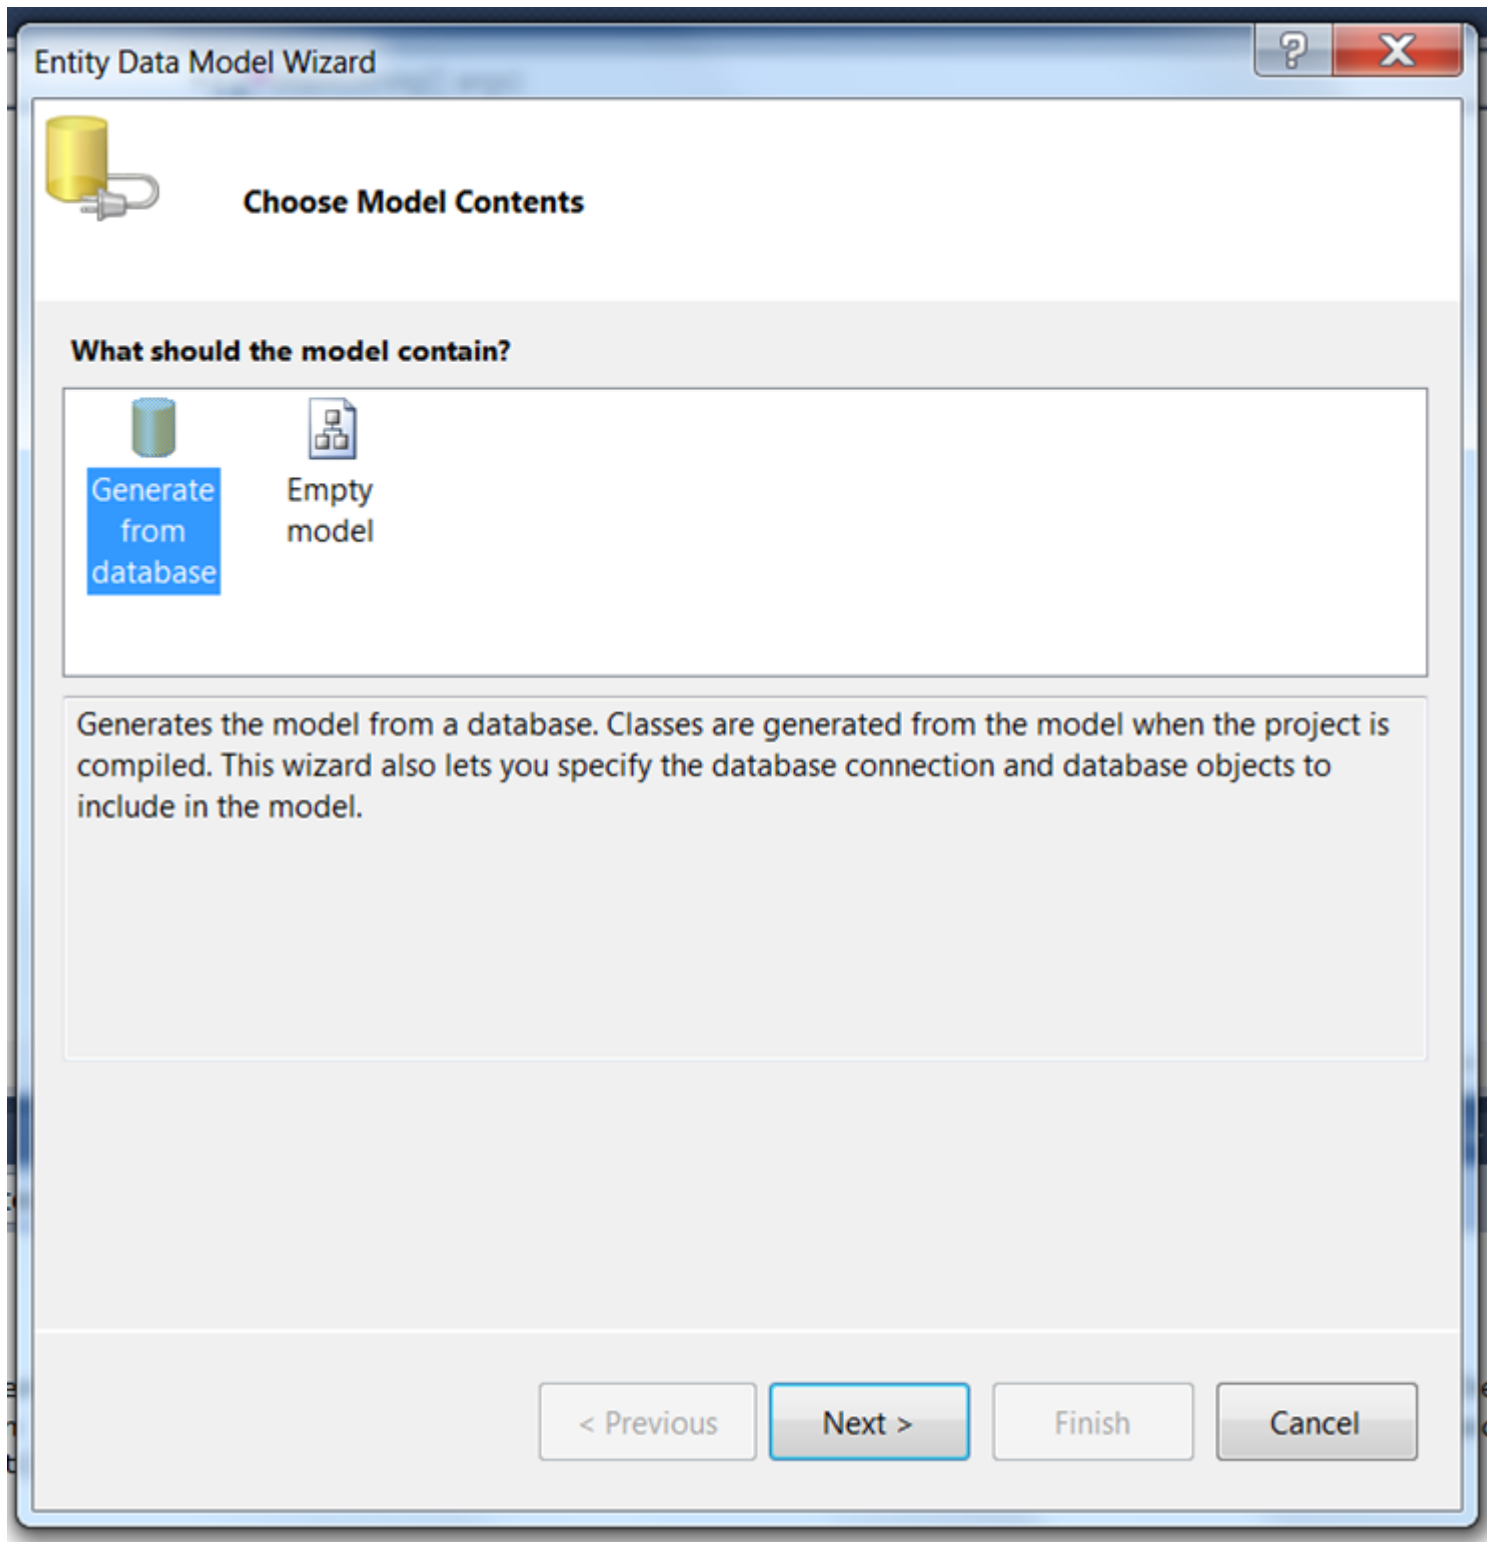 Entity Data Model Wizard
Choose Model Contents
What should the model contain?
Generate
from
database
Empty
model
Generates the model from a database. Classes are generated from the model when the project is
compiled. This wizard also lets you specify the database connection and database objects to
include in the model.
< Previous
Next >
Finish
Cancel